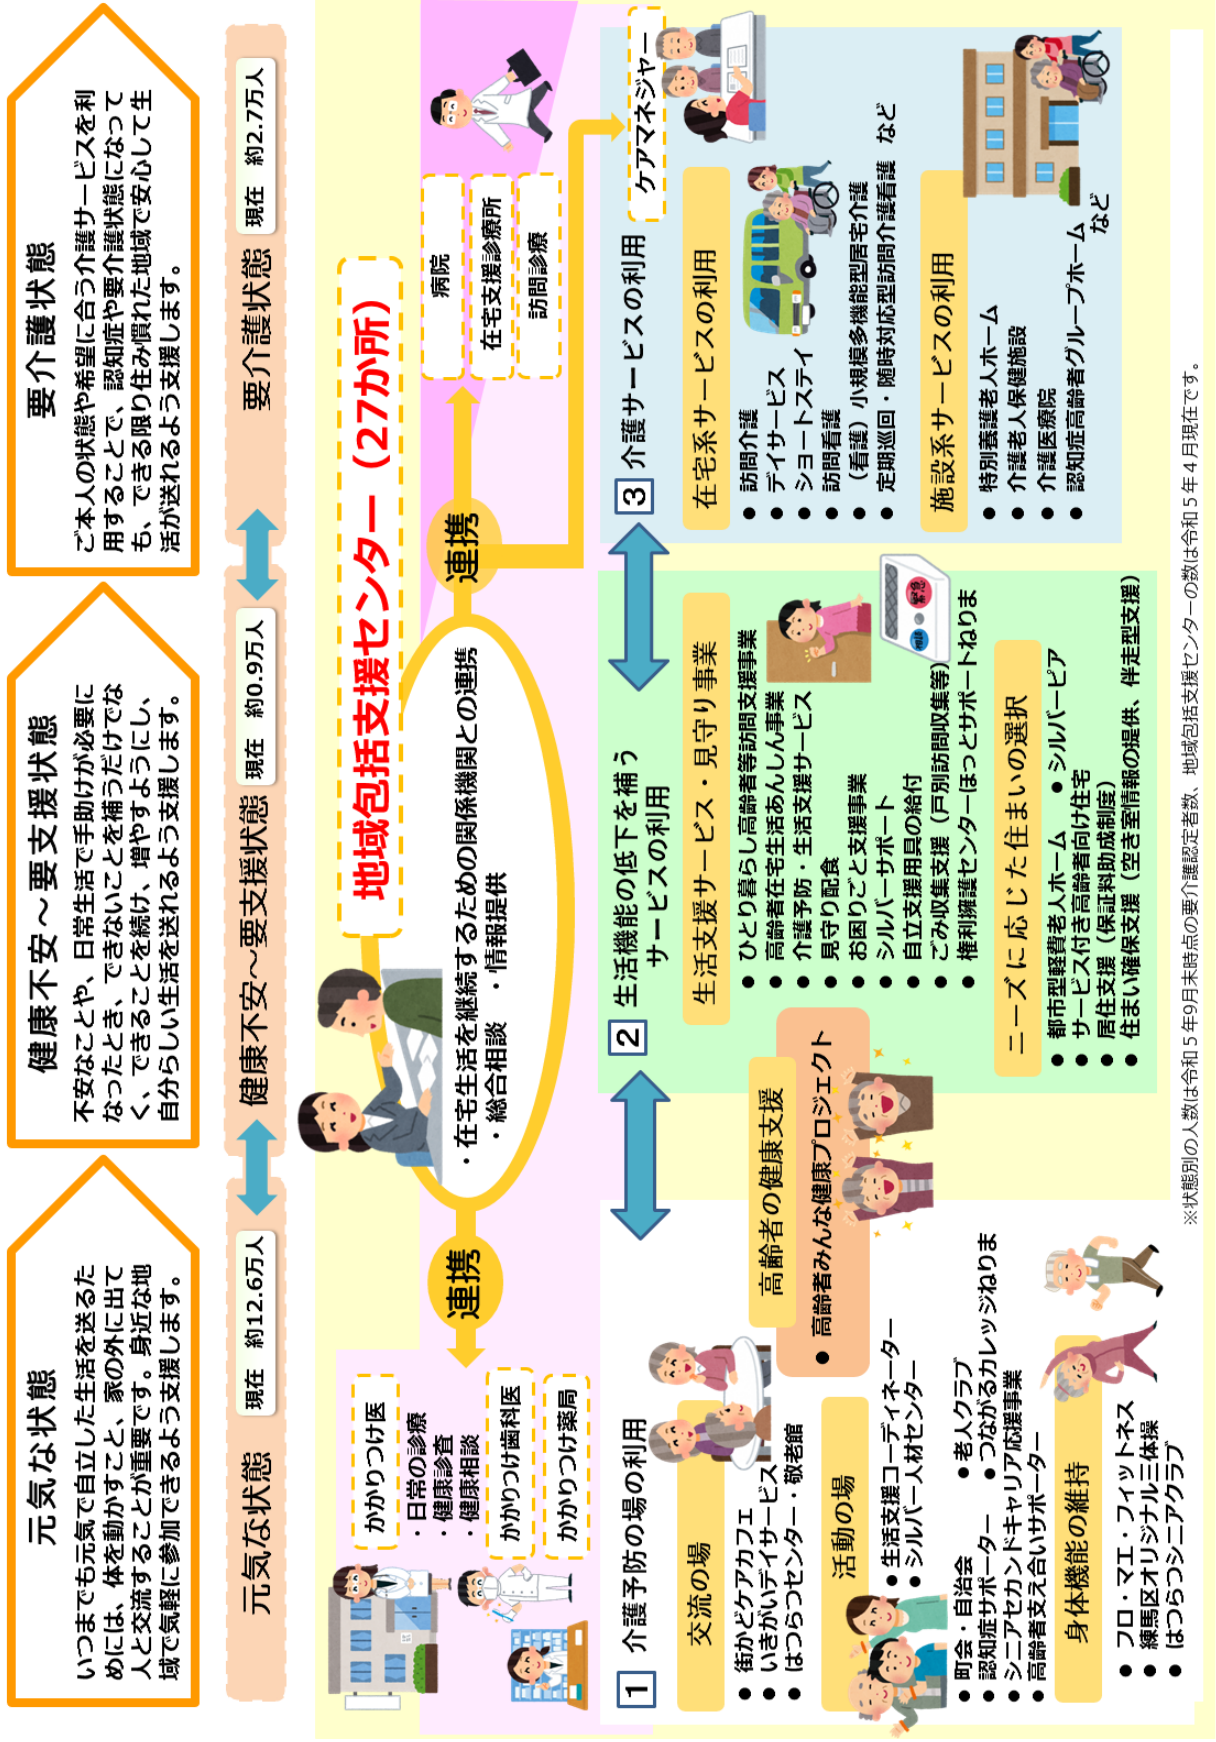 元気な状態
いつまでも元気で自立した生活を送るた
めには、体を動かすこと、家の外に出て
人と交流することが重要です。身近な地
域で気軽に参加できるよう支援します。
健康不安～要支援状態
不安なことや、日常生活で手助けが必要に
なったとき、できないことを補うだけでな
く、できることを続け、増やすようにし、
自分らしい生活を送れるよう支援します。
要介護状態
ご本人の状態や希望に合う介護サービスを利
用することで、認知症や要介護状態になって
も、できる限り住み慣れた地域で安心して生
活が送れるよう支援します。
元気な状態 現在 約12.6万人
健康不安～要支援状態 現在 約0.9万人
要介護状態 現在 約2.7万人
地域包括支援センター（27か所）
・在宅生活を継続するための関係機関との連携
・総合相談 ・情報提供
連携
連携
かかりつけ医
・日常の診療
・健康診査
・健康相談
かかりつけ歯科医
かかりつけ薬局
病院
在宅支援診療所
訪問診療
ケアマネジャー
1 介護予防の場の利用
交流の場
● 街かどケアカフェ
● いきがいデイサービス
● はつらつセンター・敬老館
活動の場
● 生活支援コーディネーター
● シルバー人材センター
● 町会・自治会 ● 老人クラブ
● 認知症サポーター ● つながるカレッジねりま
● シニアセカンドキャリア応援事業
● 高齢者支え合いサポーター
身体機能の維持
● フロ・マエ・フィットネス
● 練馬区オリジナル三体操
● はつらつシニアクラブ
高齢者の健康支援
● 高齢者みんな健康プロジェクト
2 生活機能の低下を補う
サービスの利用
生活支援サービス・見守り事業
● ひとり暮らし高齢者等訪問支援事業
● 高齢者在宅生活あんしん事業
● 介護予防・生活支援サービス
● 見守り配食
● お困りごと支援事業
● シルバーサポート
● 自立支援用具の給付
● ごみ収集支援（戸別訪問収集等）
● 権利擁護センターほっとサポートねりま
相談
緊急
ニーズに応じた住まいの選択
● 都市型軽費老人ホーム ● シルバーピア
● サービス付き高齢者向け住宅
● 居住支援（保証料助成制度）
● 住まい確保支援（空き室情報の提供、伴走型支援）
3 介護サービスの利用
在宅系サービスの利用
● 訪問介護
● デイサービス
● ショートステイ
● 訪問看護
● （看護）小規模多機能型居宅介護
● 定期巡回・随時対応型訪問介護看護 など
施設系サービスの利用
● 特別養護老人ホーム
● 介護老人保健施設
● 介護医療院
● 認知症高齢者グループホーム
など
※状態別の人数は令和５年9月末時点の要介護認定者数、地域包括支援センターの数は令和５年４月現在です。